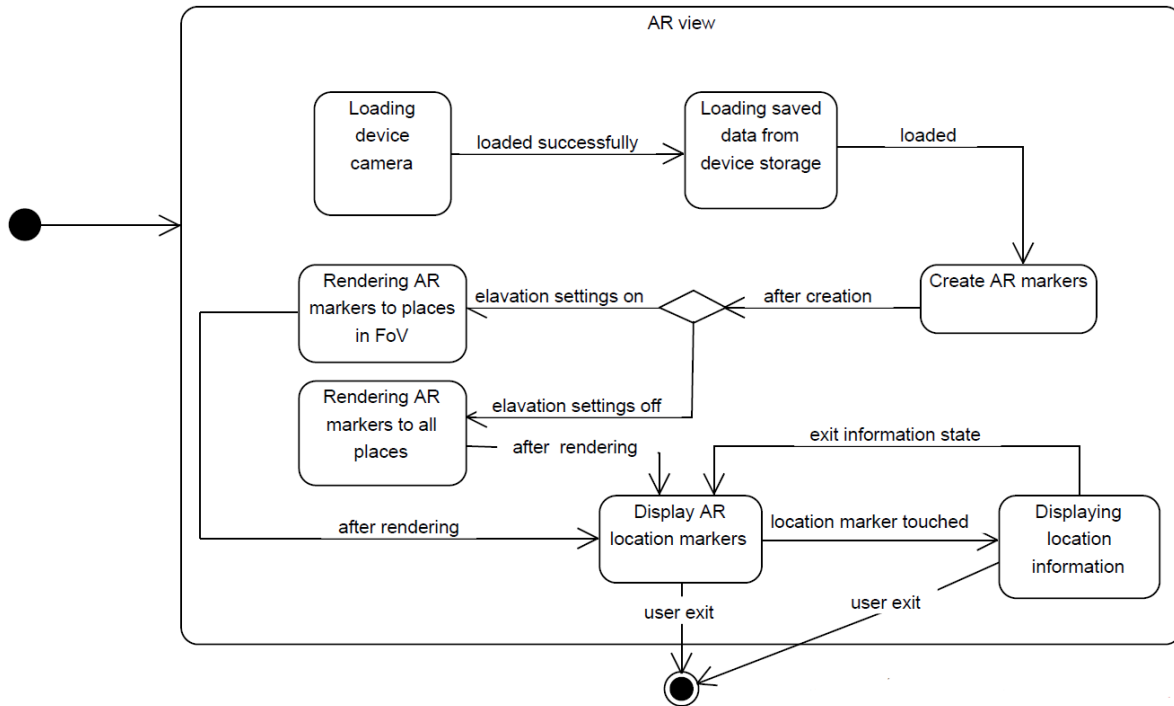 AR view
Loading
device
camera
loaded successfully
Loading saved
data from
device storage
loaded
Create AR markers
after creation
elavation settings on
Rendering AR
markers to places
in FoV
elavation settings off
Rendering AR
markers to all
places
after  rendering
exit information state
after rendering
Display AR
location markers
location marker touched
Displaying
location
information
user exit
user exit